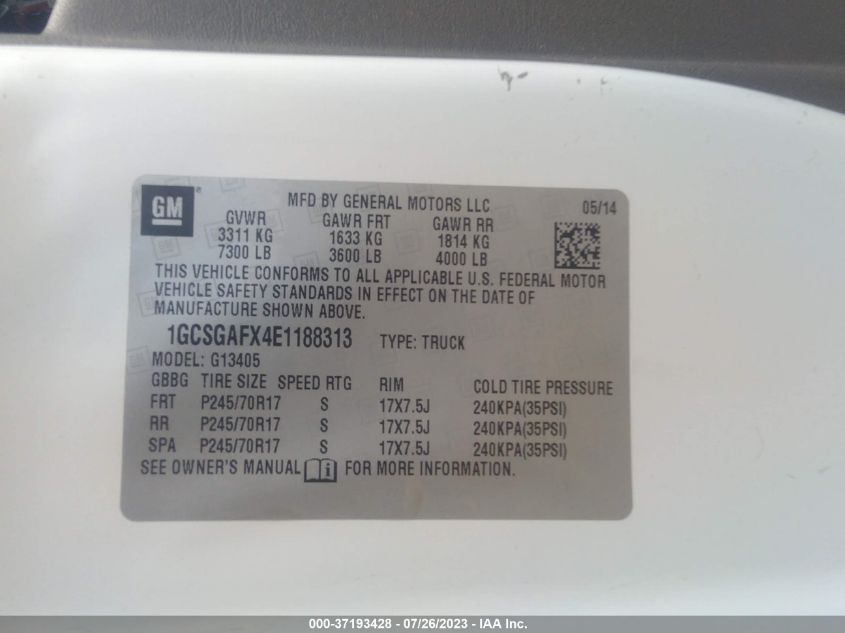 GM®
MFD BY GENERAL MOTORS LLC 05/14
GVWR GAWR FRT GAWR RR
3311 KG 1633 KG 1814 KG
7300 LB 3600 LB 4000 LB
THIS VEHICLE CONFORMS TO ALL APPLICABLE U.S. FEDERAL MOTOR
VEHICLE SAFETY STANDARDS IN EFFECT ON THE DATE OF
MANUFACTURE SHOWN ABOVE.
1GCSGAFX4E1188313 TYPE: TRUCK
MODEL: G13405
GBBG TIRE SIZE SPEED RTG RIM COLD TIRE PRESSURE
FRT P245/70R17 S 17X7.5J 240KPA(35PSI)
RR P245/70R17 S 17X7.5J 240KPA(35PSI)
SPA P245/70R17 S 17X7.5J 240KPA(35PSI)
SEE OWNER'S MANUAL i FOR MORE INFORMATION.
000-37193428 - 07/26/2023 - IAA Inc.